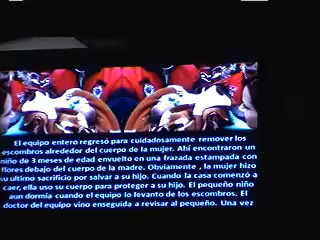 El equipo entero regresó para cuidadosamente remover los
escombros alrededor del cuerpo de la mujer. Ahí encontraron un
niño de 3 meses de edad envuelto en una frazada estampada con
flores debajo del cuerpo de la madre. Obviamente , la mujer hizo
su ultimo sacrificio por salvar a su hijo. Cuando la casa comenzó a
caer, ella uso su cuerpo para proteger a su hijo. El pequeño niño
aun dormia cuando el equipo lo levanto de los escombros. El
doctor del equipo vino enseguida a revisar al pequeño. Una vez